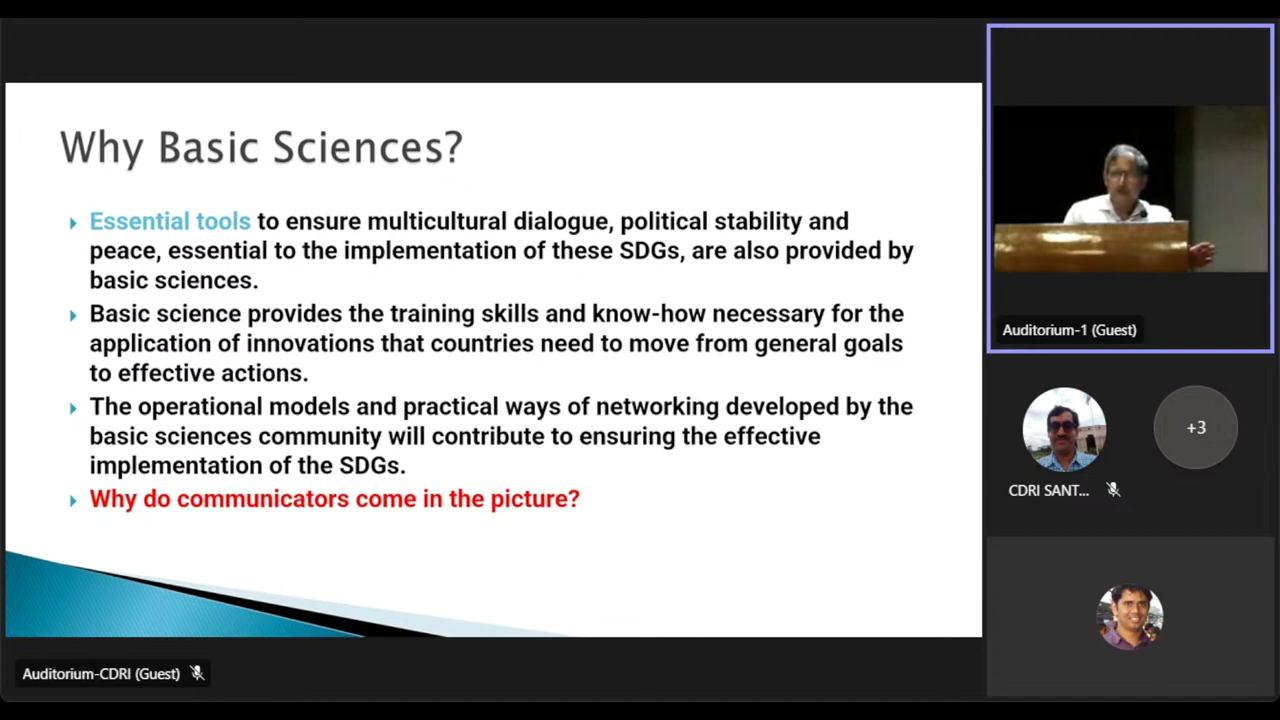 Why Basic Sciences?
Essential tools to ensure multicultural dialogue, political stability and
peace, essential to the implementation of these SDGs, are also provided by
basic sciences.
Basic science provides the training skills and know-how necessary for the
application of innovations that countries need to move from general goals
to effective actions.
The operational models and practical ways of networking developed by the
basic sciences community will contribute to ensuring the effective
implementation of the SDGs.
Why do communicators come in the picture?
Auditorium-CDRI (Guest)
Auditorium-1 (Guest)
CDRI SANT...
+3